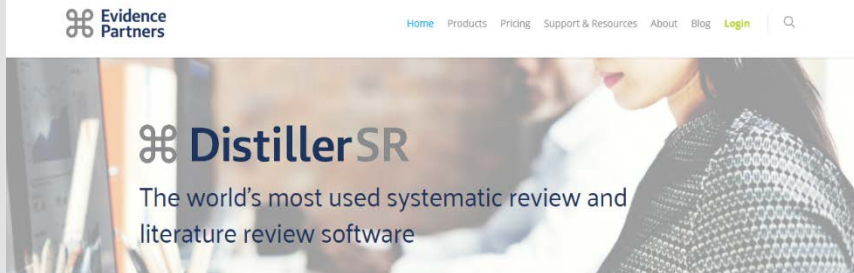 Evidence
Partners
Home Products Pricing Support & Resources About Blog Login
DistillerSR
The world's most used systematic review and
literature review software